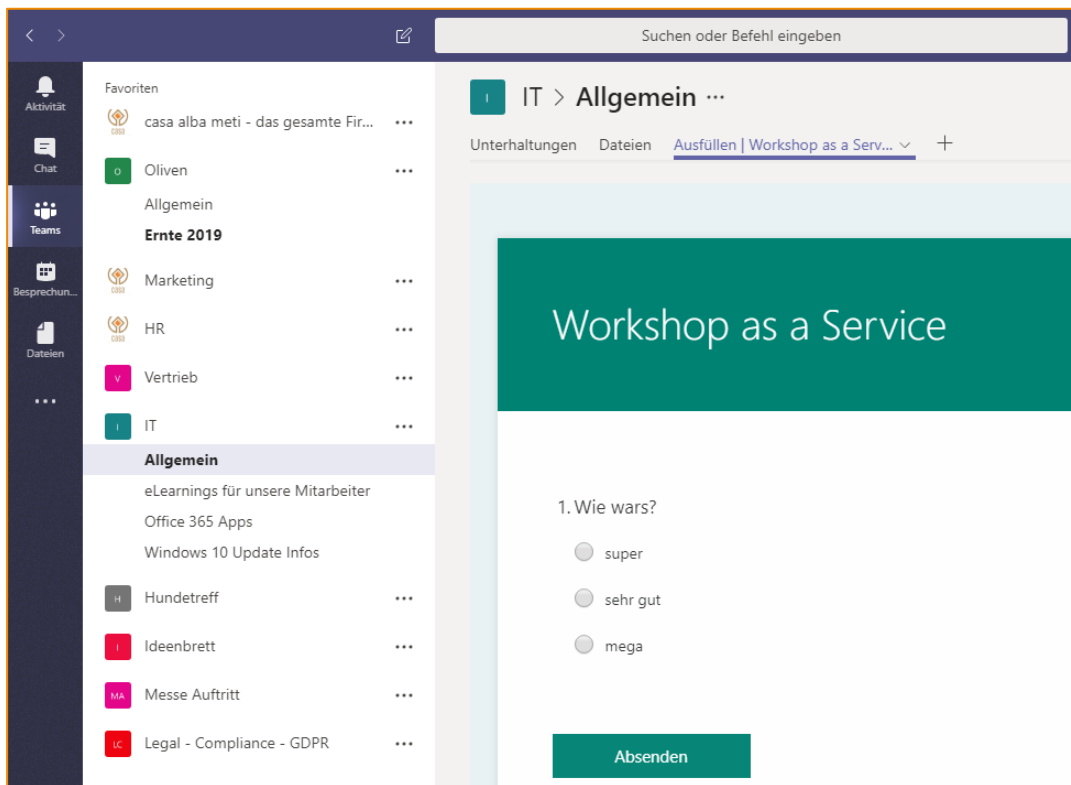 Suchen oder Befehl eingeben
Aktivität
Chat
Teams
Besprechun...
Dateien
Favoriten
casa alba meti - das gesamte Fir...
O Oliven
Allgemein
Ernte 2019
Marketing
HR
V Vertrieb
I IT
Allgemein
eLearnings für unsere Mitarbeiter
Office 365 Apps
Windows 10 Update Infos
H Hundetreff
I Ideenbrett
MA Messe Auftritt
LC Legal - Compliance - GDPR
I IT > Allgemein ...
Unterhaltungen Dateien Ausfüllen | Workshop as a Serv... +
Workshop as a Service
1. Wie wars?
super
sehr gut
mega
Absenden